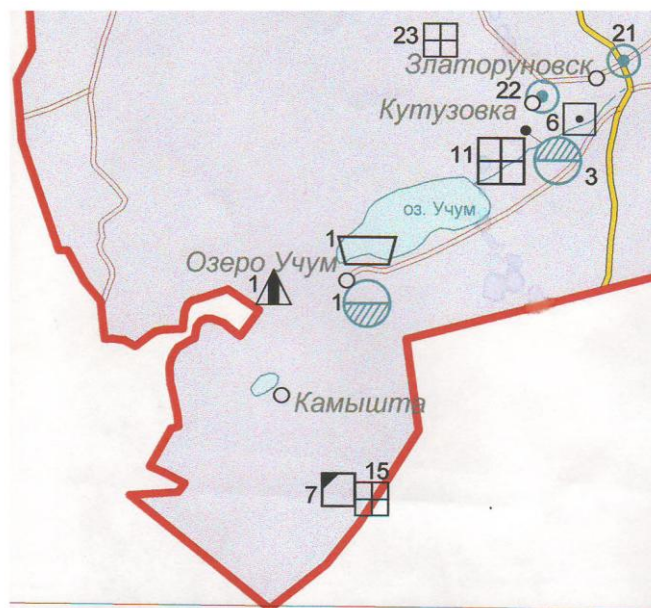 23
21
Златоруновск
22
Кутузовка
6
11
3
оз. Учум
1
Озеро Учум
1
1
Камышта
15
7